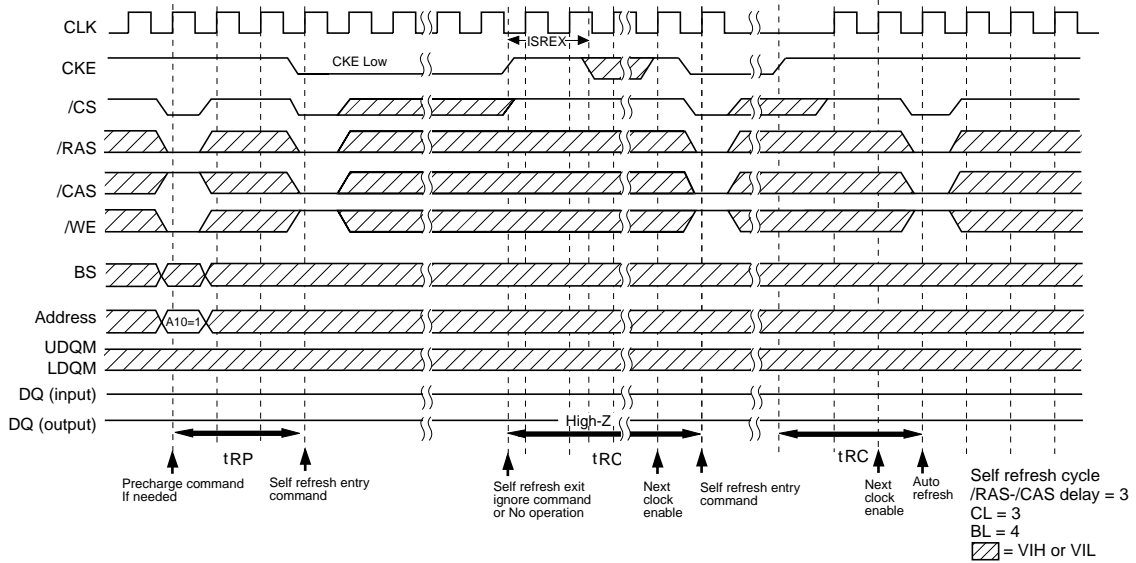 CLK
ISREX
CKE
CKE Low
/CS
/RAS
/CAS
/WE
BS
Address
A10=1
UDQM
LDQM
DQ (input)
DQ (output)
High-Z
tRP
tRC
tRC
Precharge command
If needed
Self refresh entry
command
Self refresh exit
ignore command
or No operation
Next
clock
enable
Self refresh entry
command
Next
clock
enable
Auto
refresh
Self refresh cycle
/RAS-/CAS delay = 3
CL = 3
BL = 4
= VIH or VIL